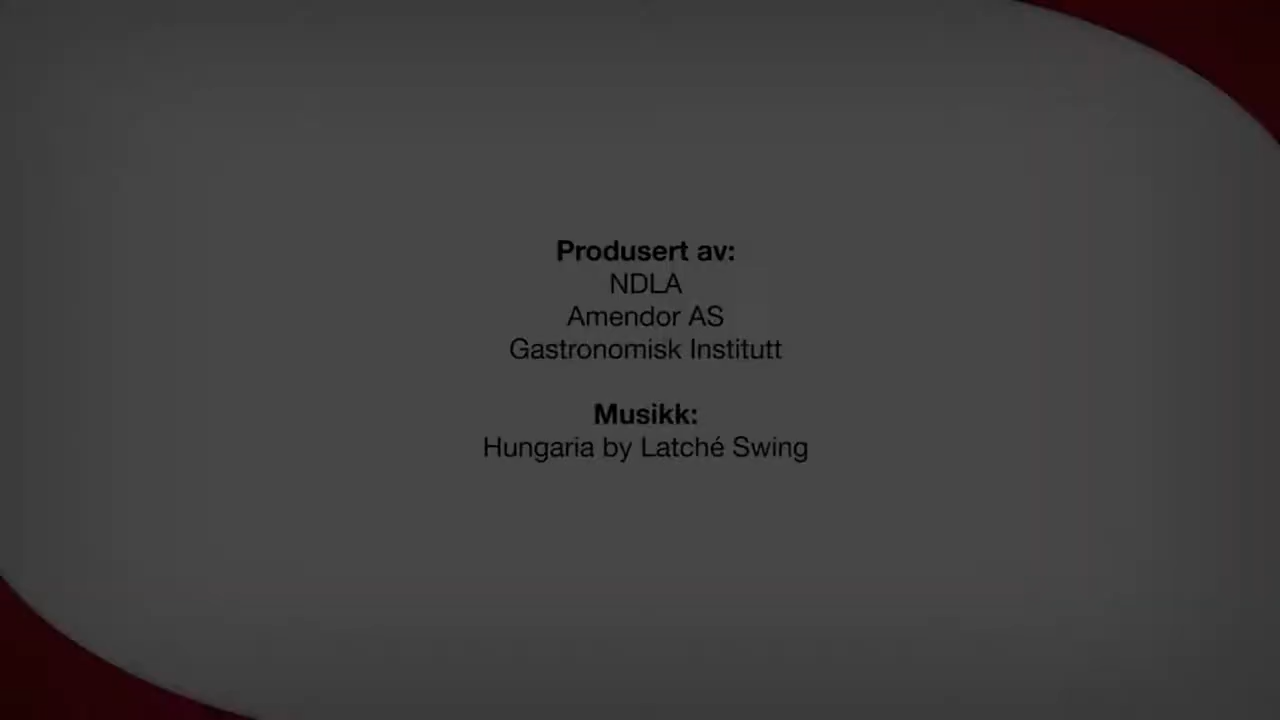 Produsert av:
NDLA
Amendor AS
Gastronomisk Institutt
Musikk:
Hungaria by Latché Swing